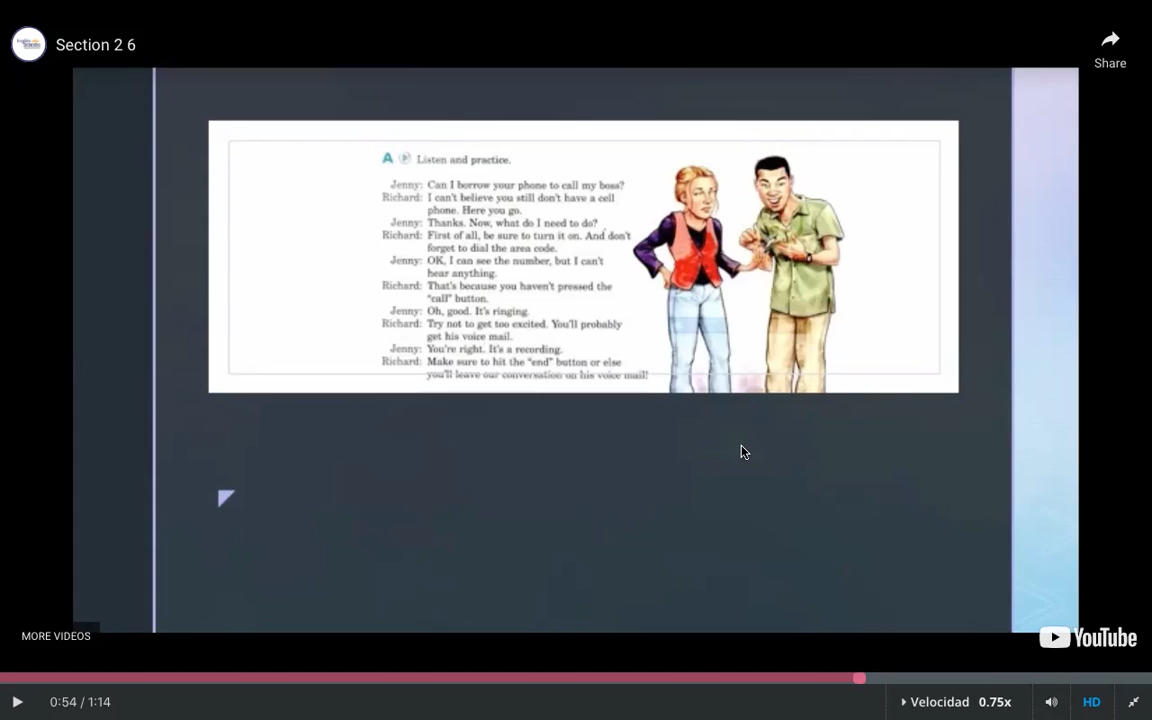 Section 2 6
Share
A Listen and practice.
Jenny: Can I borrow your phone to call my boss?
Richard: I can't believe you still don't have a cell
phone. Here you go.
Jenny: Thanks. Now, what do I need to do?
Richard: First of all, be sure to turn it on. And don't
forget to dial the area code.
Jenny: OK, I can see the number, but I can't
hear anything.
Richard: That's because you haven't pressed the
"call" button.
Jenny: Oh, good. It's ringing.
Richard: Try not to get too excited. You'll probably
get his voice mail.
Jenny: You're right. It's a recording.
Richard: Make sure to hit the "end" button or else
you'll leave our conversation on his voice mail!
MORE VIDEOS
YouTube
0:54 / 1:14
Velocidad 0.75x
HD